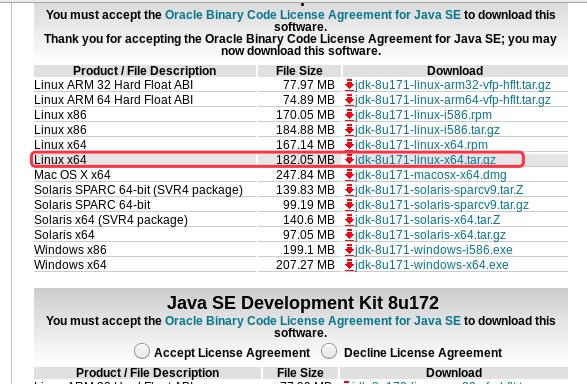 You must accept the Oracle Binary Code License Agreement for Java SE to download this
software.
Thank you for accepting the Oracle Binary Code License Agreement for Java SE; you may
now download this software.
Product / File Description File Size Download
Linux ARM 32 Hard Float ABI 77.97 MB jdk-8u171-linux-arm32-vfp-hflt.tar.gz
Linux ARM 64 Hard Float ABI 74.89 MB jdk-8u171-linux-arm64-vfp-hflt.tar.gz
Linux x86 170.05 MB jdk-8u171-linux-i586.rpm
Linux x86 184.88 MB jdk-8u171-linux-i586.tar.gz
Linux x64 167.14 MB jdk-8u171-linux-x64.rpm
Linux x64 182.05 MB jdk-8u171-linux-x64.tar.gz
Mac OS X x64 247.84 MB jdk-8u171-macosx-x64.dmg
Solaris SPARC 64-bit (SVR4 package) 139.83 MB jdk-8u171-solaris-sparcv9.tar.Z
Solaris SPARC 64-bit 99.19 MB jdk-8u171-solaris-sparcv9.tar.gz
Solaris x64 (SVR4 package) 140.6 MB jdk-8u171-solaris-x64.tar.Z
Solaris x64 97.05 MB jdk-8u171-solaris-x64.tar.gz
Windows x86 199.1 MB jdk-8u171-windows-i586.exe
Windows x64 207.27 MB jdk-8u171-windows-x64.exe
Java SE Development Kit 8u172
You must accept the Oracle Binary Code License Agreement for Java SE to download this
software.
Accept License Agreement Decline License Agreement
Product / File Description File Size Download